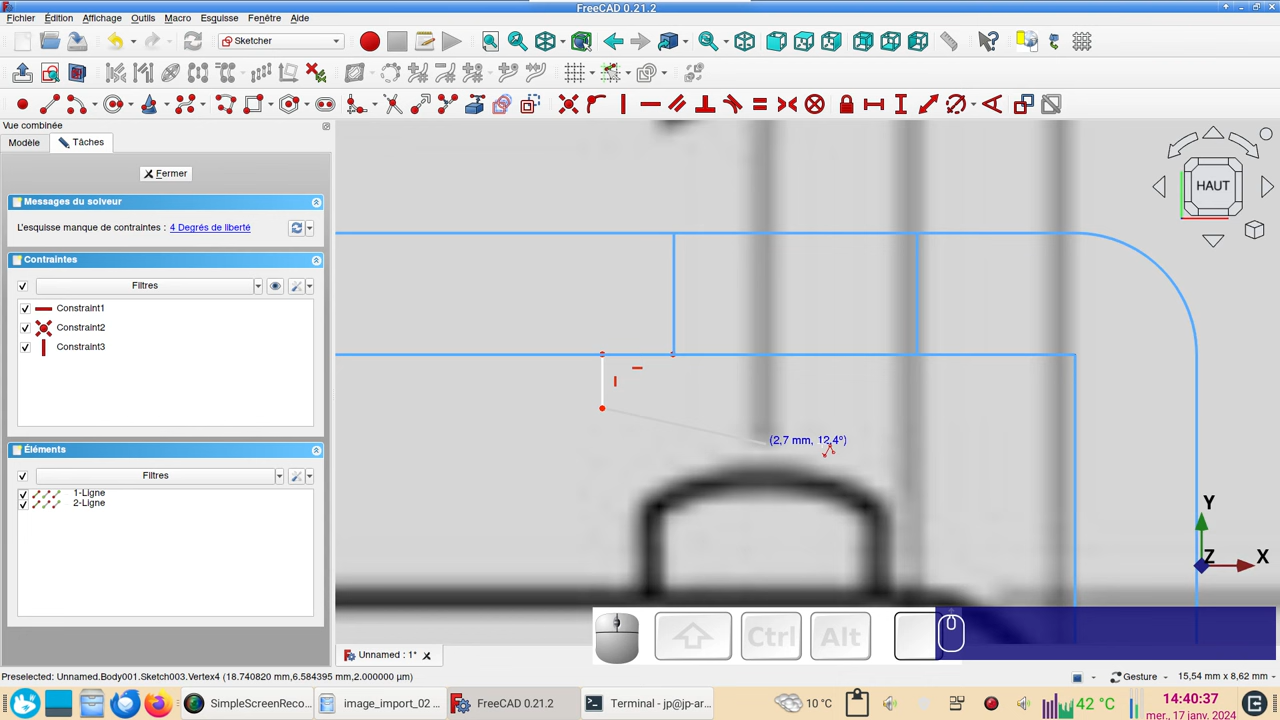 FreeCAD 0.21.2
Fichier Édition Affichage Outils Macro Esquisse Fenêtre Aide
Sketcher
Vue combinée
Modèle Tâches
Fermer
Messages du solveur
L'esquisse manque de contraintes : 4 Degrés de liberté
Contraintes
Filtres
Constraint1
Constraint2
Constraint3
Éléments
Filtres
1-Ligne
2-Ligne
HAUT
(2,7 mm, 12,4°)
Y
Z
X
Ctrl
Alt
Unnamed : 1*
Preselected: Unnamed.Body001.Sketch003.Vertex4 (18.740820 mm,6.584395 mm,2.000000 µm)
Gesture
15,54 mm x 8,62 mm
SimpleScreenReco...
image_import_02 ...
FreeCAD 0.21.2
Terminal - jp@jp-ar...
10 °C
42 °C
14:40:37
mer., 17 janv. 2024